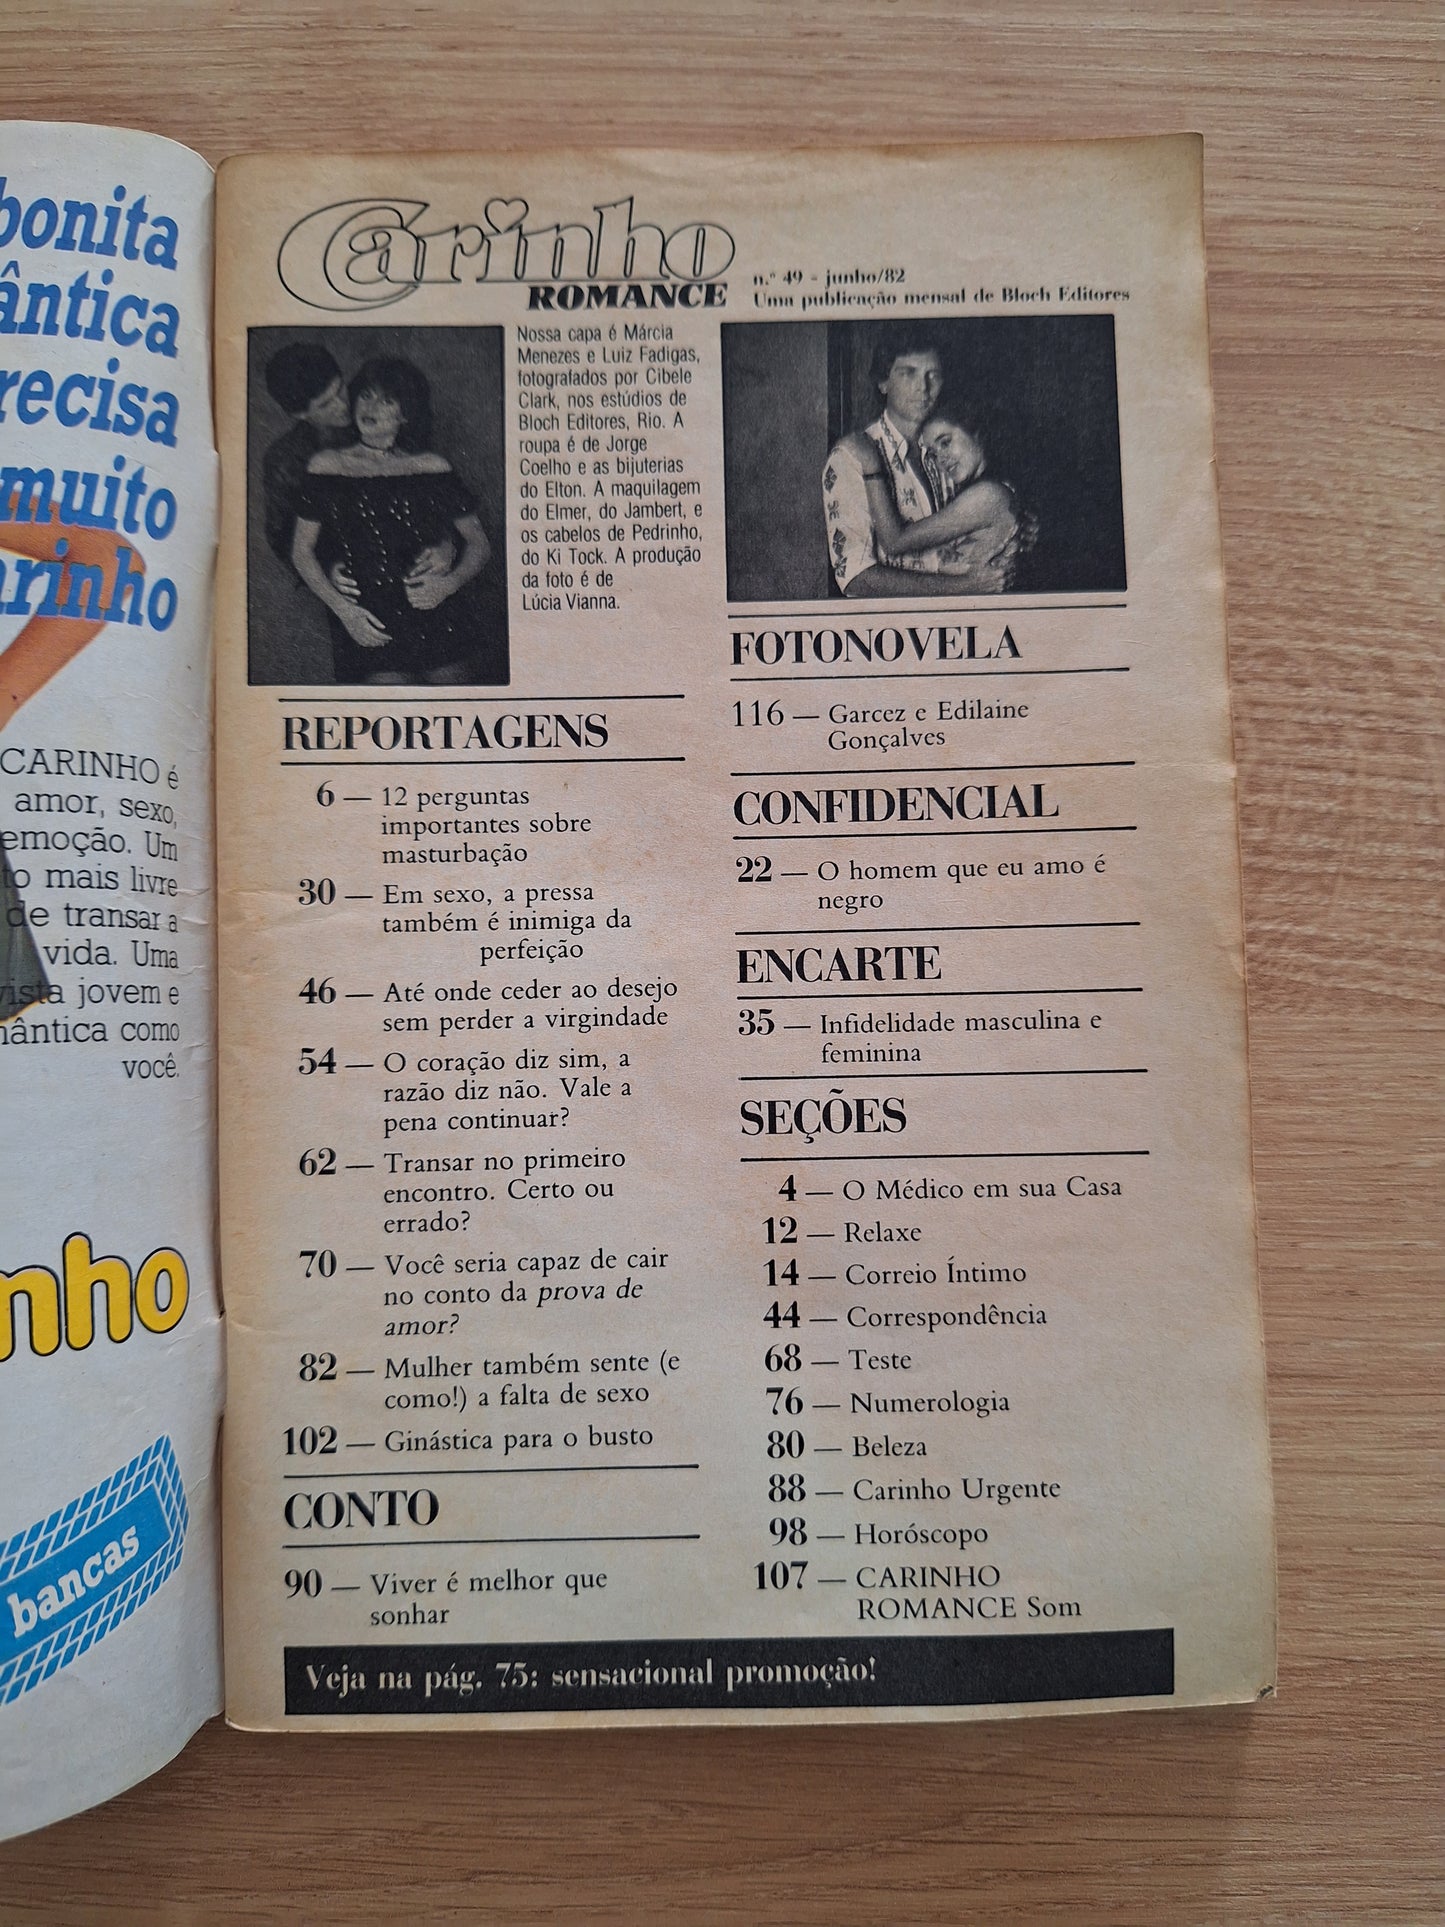 bonita
ântica
recisa
muito
arinho
CARINHO é
amor, sexo,
emoção. Um
to mais livre
de transar a
vida. Uma
vista jovem e
mântica como
você.
nho
bancas
Carinho
ROMANCE
n.º 49 - junho/82
Uma publicação mensal de Bloch Editores
Nossa capa é Márcia
Menezes e Luiz Fadigas,
fotografados por Cibele
Clark, nos estúdios de
Bloch Editores, Rio. A
roupa é de Jorge
Coelho e as bijuterias
do Elton. A maquilagem
do Elmer, do Jambert, e
os cabelos de Pedrinho,
do Ki Tock. A produção
da foto é de
Lúcia Vianna.
REPORTAGENS
6 — 12 perguntas
importantes sobre
masturbação
30 — Em sexo, a pressa
também é inimiga da
perfeição
46 — Até onde ceder ao desejo
sem perder a virgindade
54 — O coração diz sim, a
razão diz não. Vale a
pena continuar?
62 — Transar no primeiro
encontro. Certo ou
errado?
70 — Você seria capaz de cair
no conto da prova de
amor?
82 — Mulher também sente (e
como!) a falta de sexo
102 — Ginástica para o busto
CONTO
90 — Viver é melhor que
sonhar
FOTONOVELA
116 — Garcez e Edilaine
Gonçalves
CONFIDENCIAL
22 — O homem que eu amo é
negro
ENCARTE
35 — Infidelidade masculina e
feminina
SEÇÕES
4 — O Médico em sua Casa
12 — Relaxe
14 — Correio Íntimo
44 — Correspondência
68 — Teste
76 — Numerologia
80 — Beleza
88 — Carinho Urgente
98 — Horóscopo
107 — CARINHO
ROMANCE Som
Veja na pág. 75: sensacional promoção!